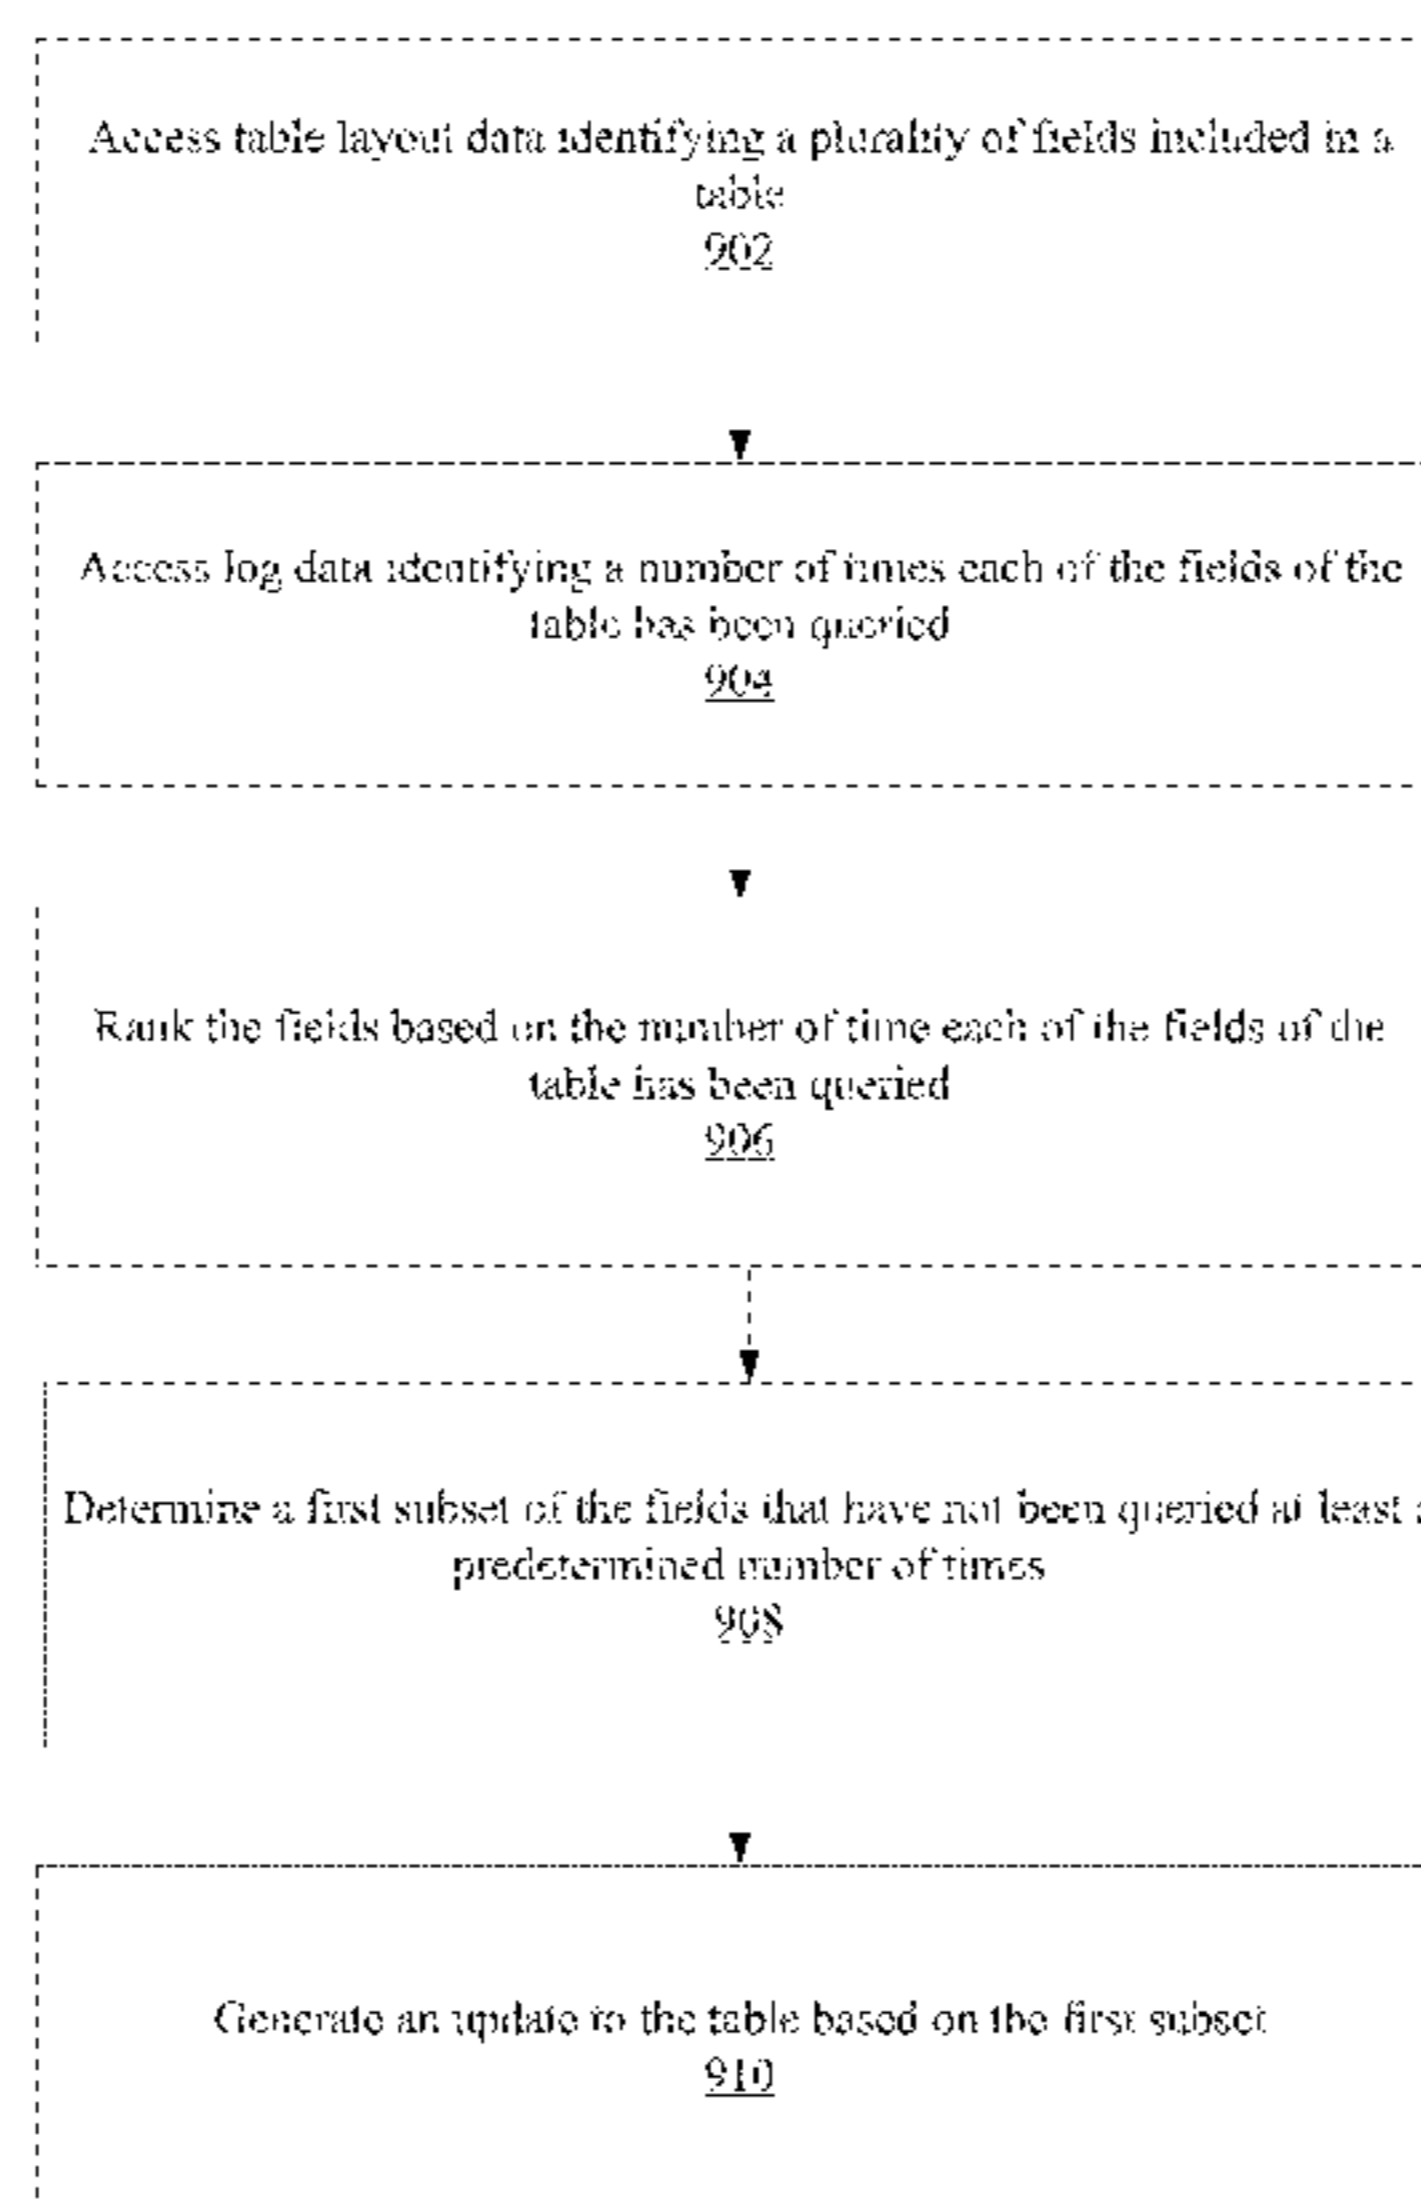 Access table layout data identifying a plurality of fields included in a
table
902
Access log data identifying a number of times each of the fields of the
table has been queried
904
Rank the fields based on the number of time each of the fields of the
table has been queried
906
Determine a first subset of the fields that have not been queried at least
predetermined number of times
908
Generate an update to the table based on the first subset
910